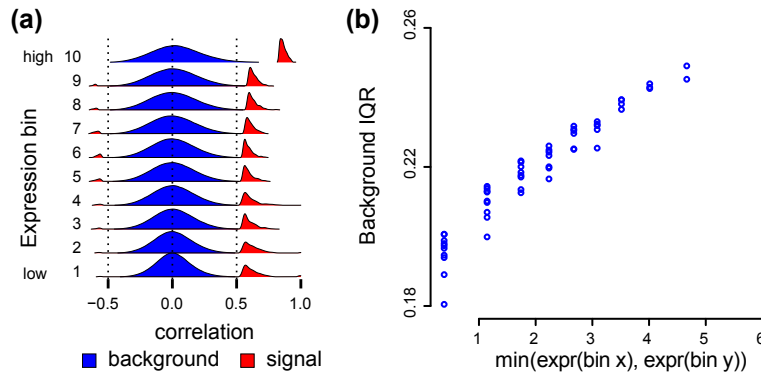 (a)
Expression bin
high 10
9
8
7
6
5
4
3
2
low 1
−0.5 0.0 0.5 1.0
correlation
background signal
(b)
Background IQR
0.26
0.22
0.18
1 2 3 4 5 6
min(expr(bin x), expr(bin y))